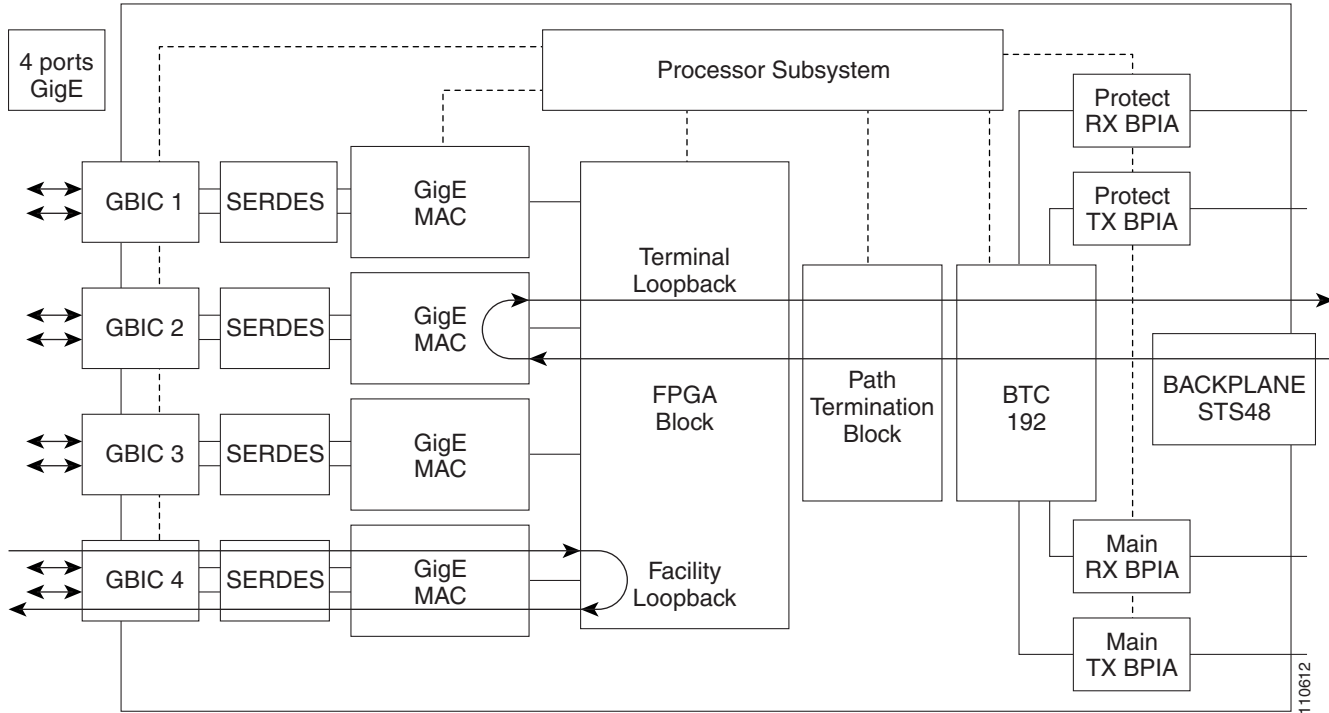 4 ports
GigE
Processor Subsystem
Protect
RX BPIA
GBIC 1
SERDES
GigE
MAC
Protect
TX BPIA
Terminal
Loopback
GBIC 2
SERDES
GigE
MAC
FPGA
Block
Path
Termination
Block
BTC
192
BACKPLANE
STS48
GBIC 3
SERDES
GigE
MAC
GBIC 4
SERDES
GigE
MAC
Facility
Loopback
Main
RX BPIA
Main
TX BPIA
110612